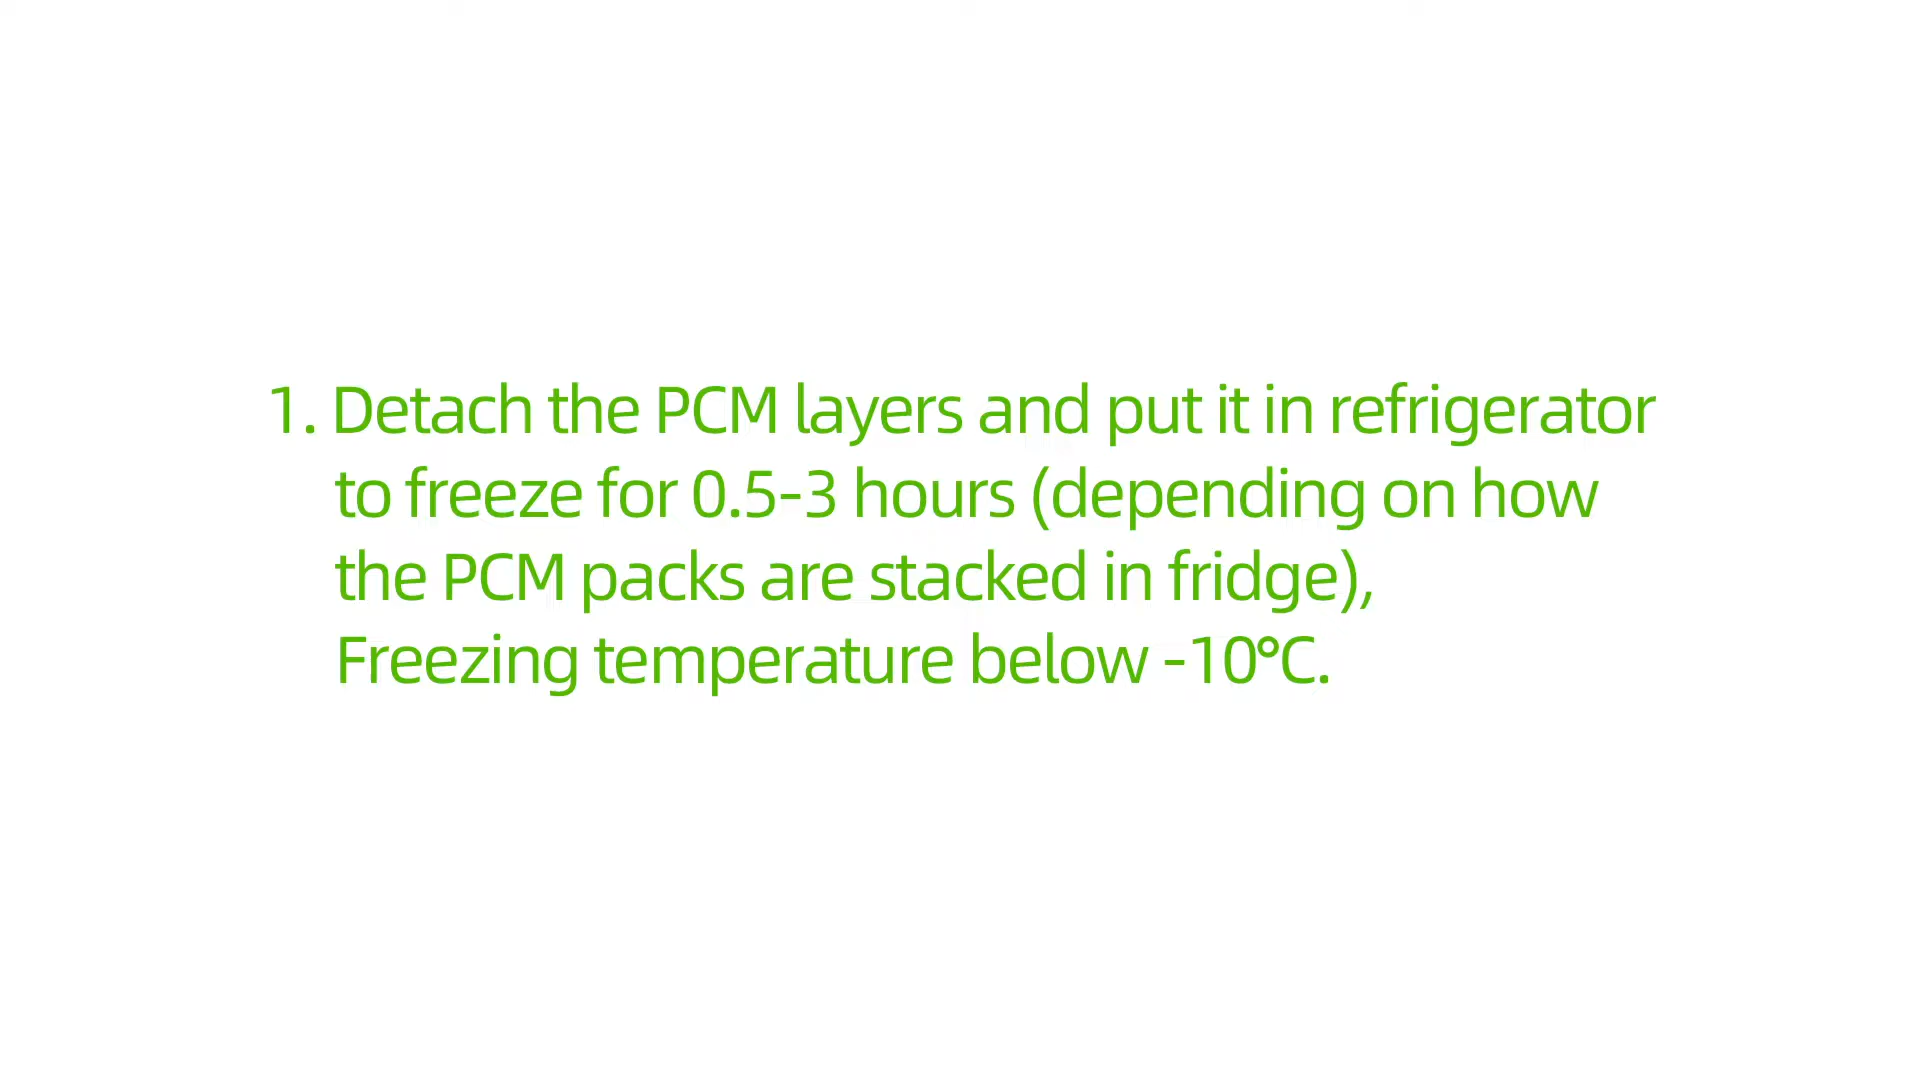 1. Detach the PCM layers and put it in refrigerator
to freeze for 0.5-3 hours (depending on how
the PCM packs are stacked in fridge),
Freezing temperature below -10°C.